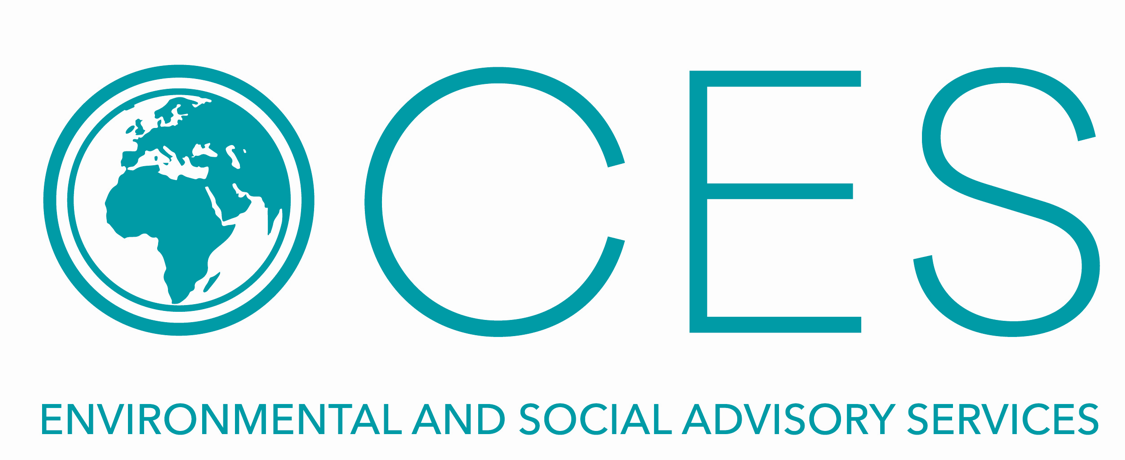 CES
ENVIRONMENTAL AND SOCIAL ADVISORY SERVICES